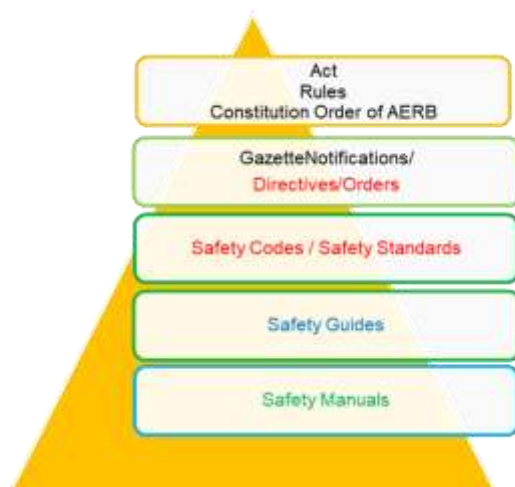 Act
Rules
Constitution Order of AERB
GazetteNotifications/
Directives/Orders
Safety Codes / Safety Standards
Safety Guides
Safety Manuals